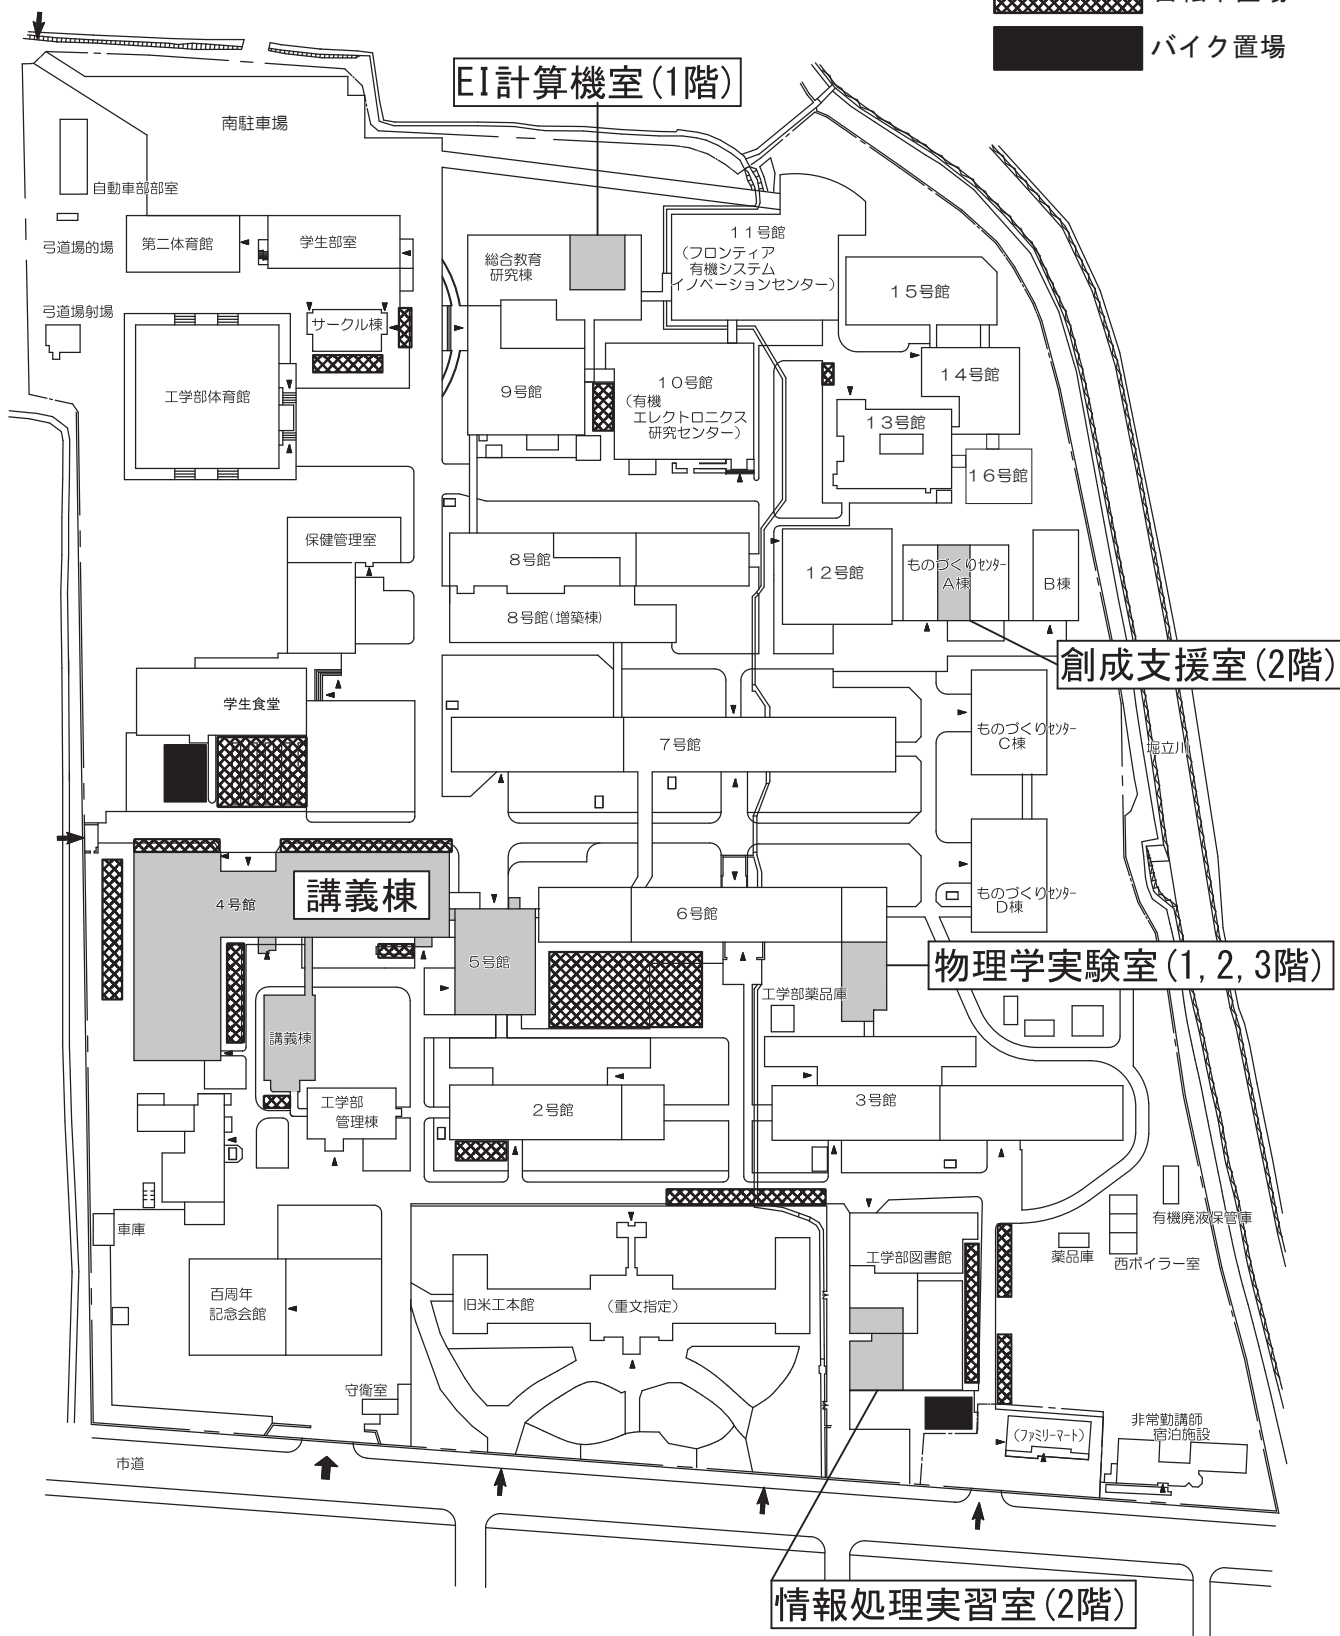 自転車置場
バイク置場
EI計算機室(1階)
南駐車場
自動車部部室
弓道場的場
第二体育館
学生部室
総合教育
研究棟
11号館
(フロンティア
有機システム
イノベーションセンター)
15号館
弓道場射場
サークル棟
工学部体育館
9号館
10号館
(有機
エレクトロニクス
研究センター)
14号館
13号館
16号館
保健管理室
8号館
8号館(増築棟)
12号館
ものづくりセンター
A棟
B棟
創成支援室(2階)
学生食堂
7号館
ものづくりセンター
C棟
堀立川
4号館
講義棟
5号館
6号館
ものづくりセンター
D棟
物理学実験室(1,2,3階)
工学部薬品庫
講義棟
工学部
管理棟
2号館
3号館
車庫
百周年
記念会館
旧米工本館
(重文指定)
工学部図書館
薬品庫
有機廃液保管庫
西ボイラー室
守衛室
市道
(ファミリーマート)
非常勤講師
宿泊施設
情報処理実習室(2階)